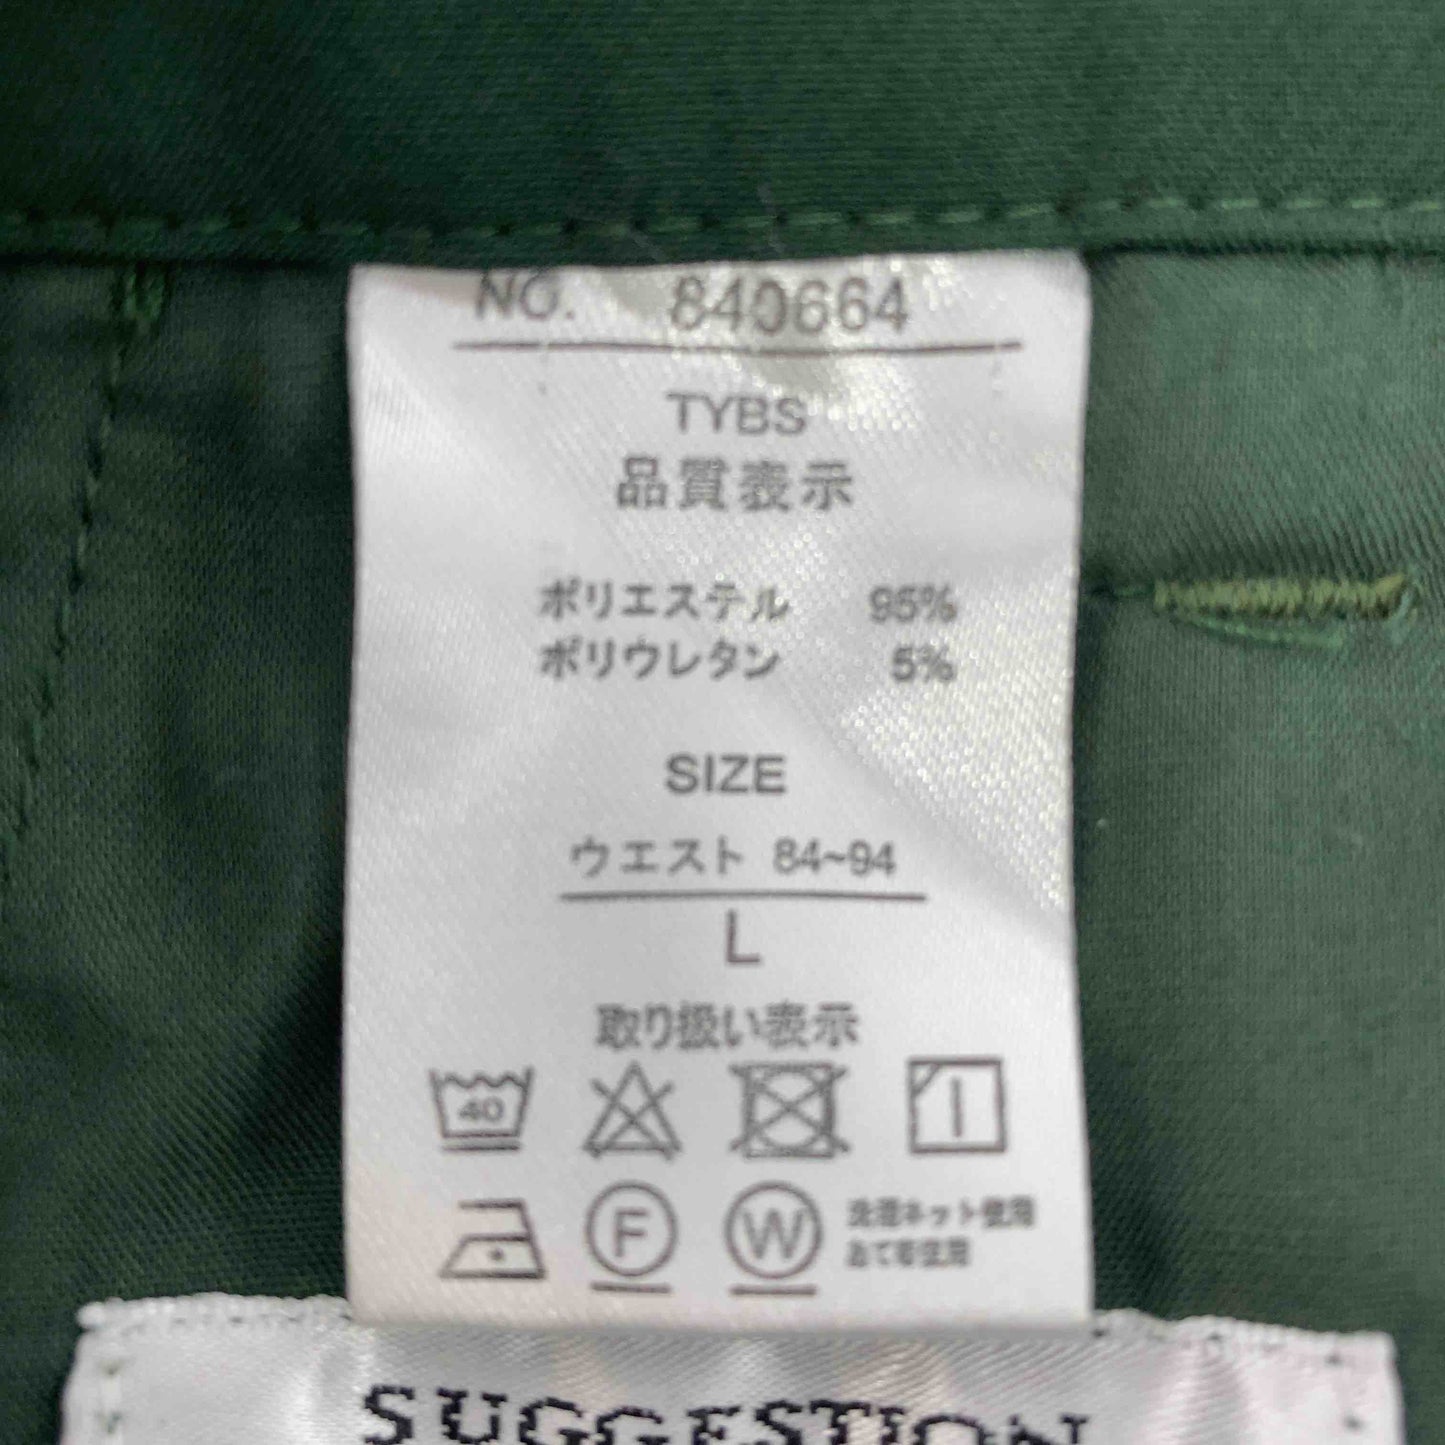 NO. 840664
TYBS
品質表示
ポリエステル 95%
ポリウレタン 5%
SIZE
ウエスト 84~94
L
取り扱い表示
40
F W 洗濯ネット使用
あて布使用
SUGGESTION